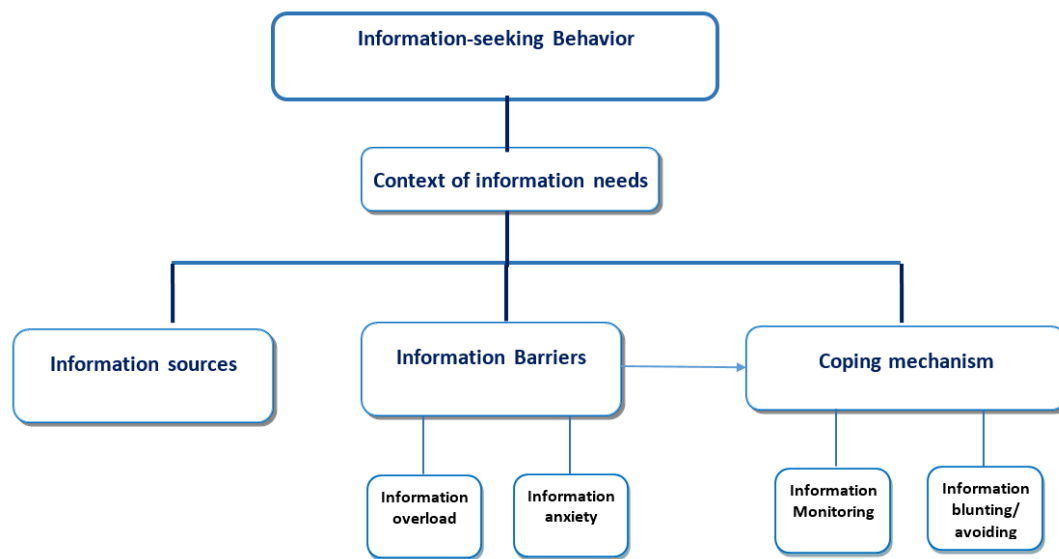 Information-seeking Behavior
Context of information needs
Information sources
Information Barriers
Coping mechanism
Information
overload
Information
anxiety
Information
Monitoring
Information
blunting/
avoiding